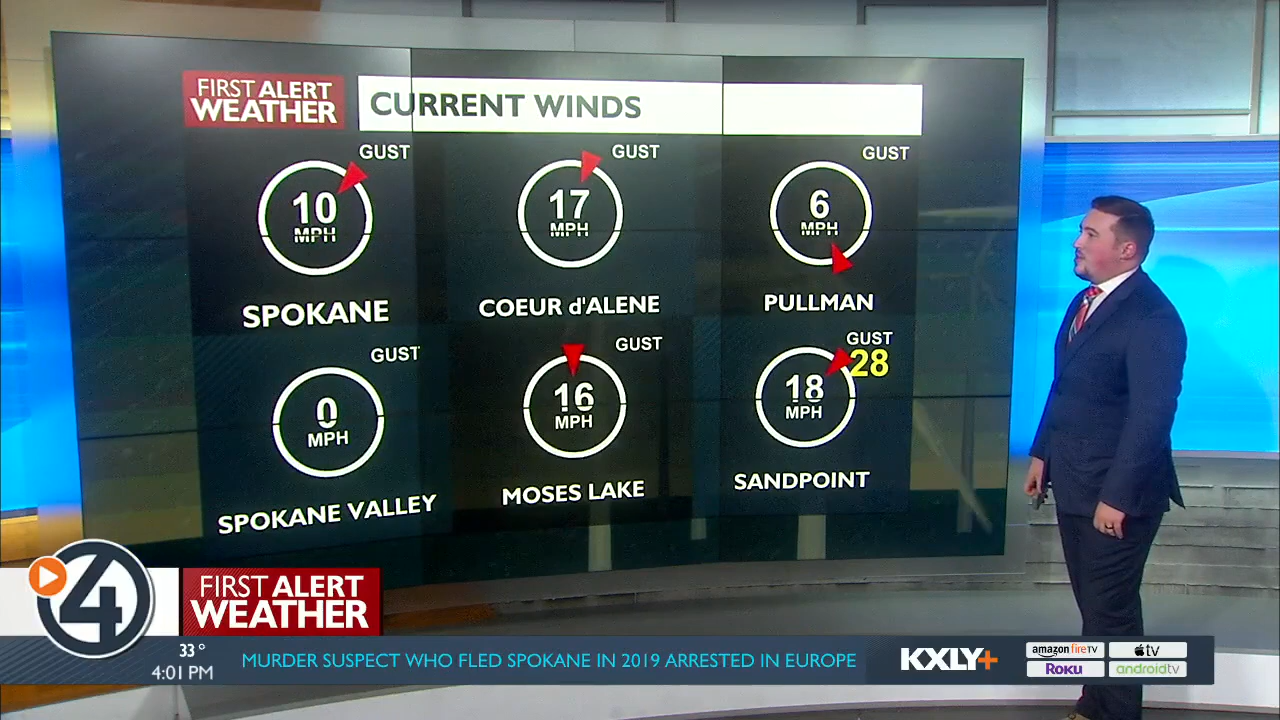 FIRST ALERT
WEATHER
CURRENT WINDS
GUST
10
MPH
SPOKANE
GUST
17
MPH
COEUR d'ALENE
GUST
6
MPH
PULLMAN
GUST
0
MPH
SPOKANE VALLEY
GUST
16
MPH
MOSES LAKE
GUST
28
18
MPH
SANDPOINT
4
FIRST ALERT
WEATHER
33°
4:01 PM
MURDER SUSPECT WHO FLED SPOKANE IN 2019 ARRESTED IN EUROPE
KXLY+
amazon fireTV
tv
Roku
androidtv